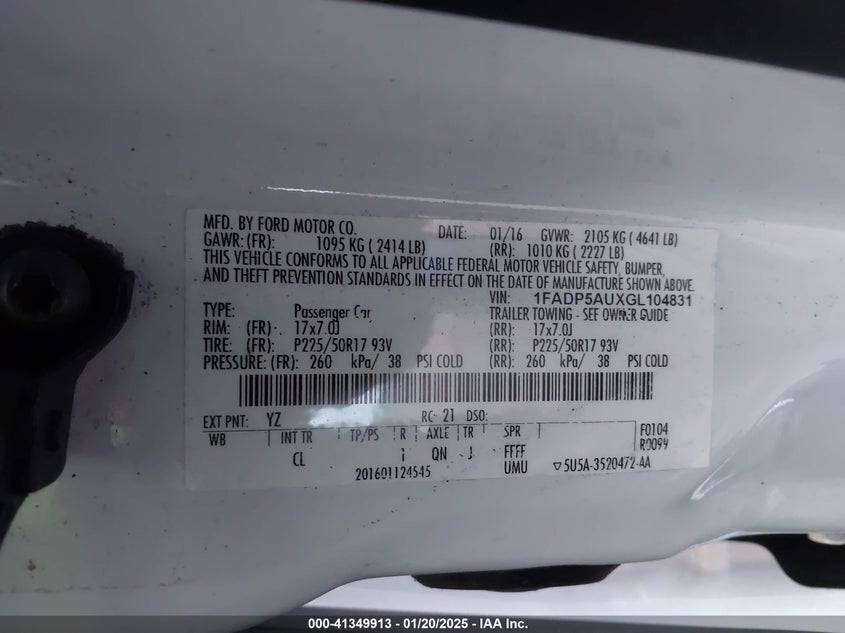 MFD. BY FORD MOTOR CO. DATE: 01/16 GVWR: 2105 KG ( 4641 LB)
GAWR: (FR): 1095 KG ( 2414 LB) (RR): 1010 KG ( 2227 LB)
THIS VEHICLE CONFORMS TO ALL APPLICABLE FEDERAL MOTOR VEHICLE SAFETY, BUMPER,
AND THEFT PREVENTION STANDARDS IN EFFECT ON THE DATE OF MANUFACTURE SHOWN ABOVE.
VIN: 1FADP5AUXGL104831
TYPE: Passenger Car TRAILER TOWING - SEE OWNER GUIDE
RIM: (FR): 17x7.0J (RR): 17x7.0J
TIRE: (FR): P225/50R17 93V (RR): P225/50R17 93V
PRESSURE: (FR): 260 kPa/ 38 PSI COLD (RR): 260 kPa/ 38 PSI COLD
EXT PNT: YZ RC: 21 DSO: F0104
WB INT TR TP/PS R AXLE TR SPR R0099
CL 1 QN J FFFF
201601124545 UMU ▽5U5A-3520472-AA
000-41349913 - 01/20/2025 - IAA Inc.